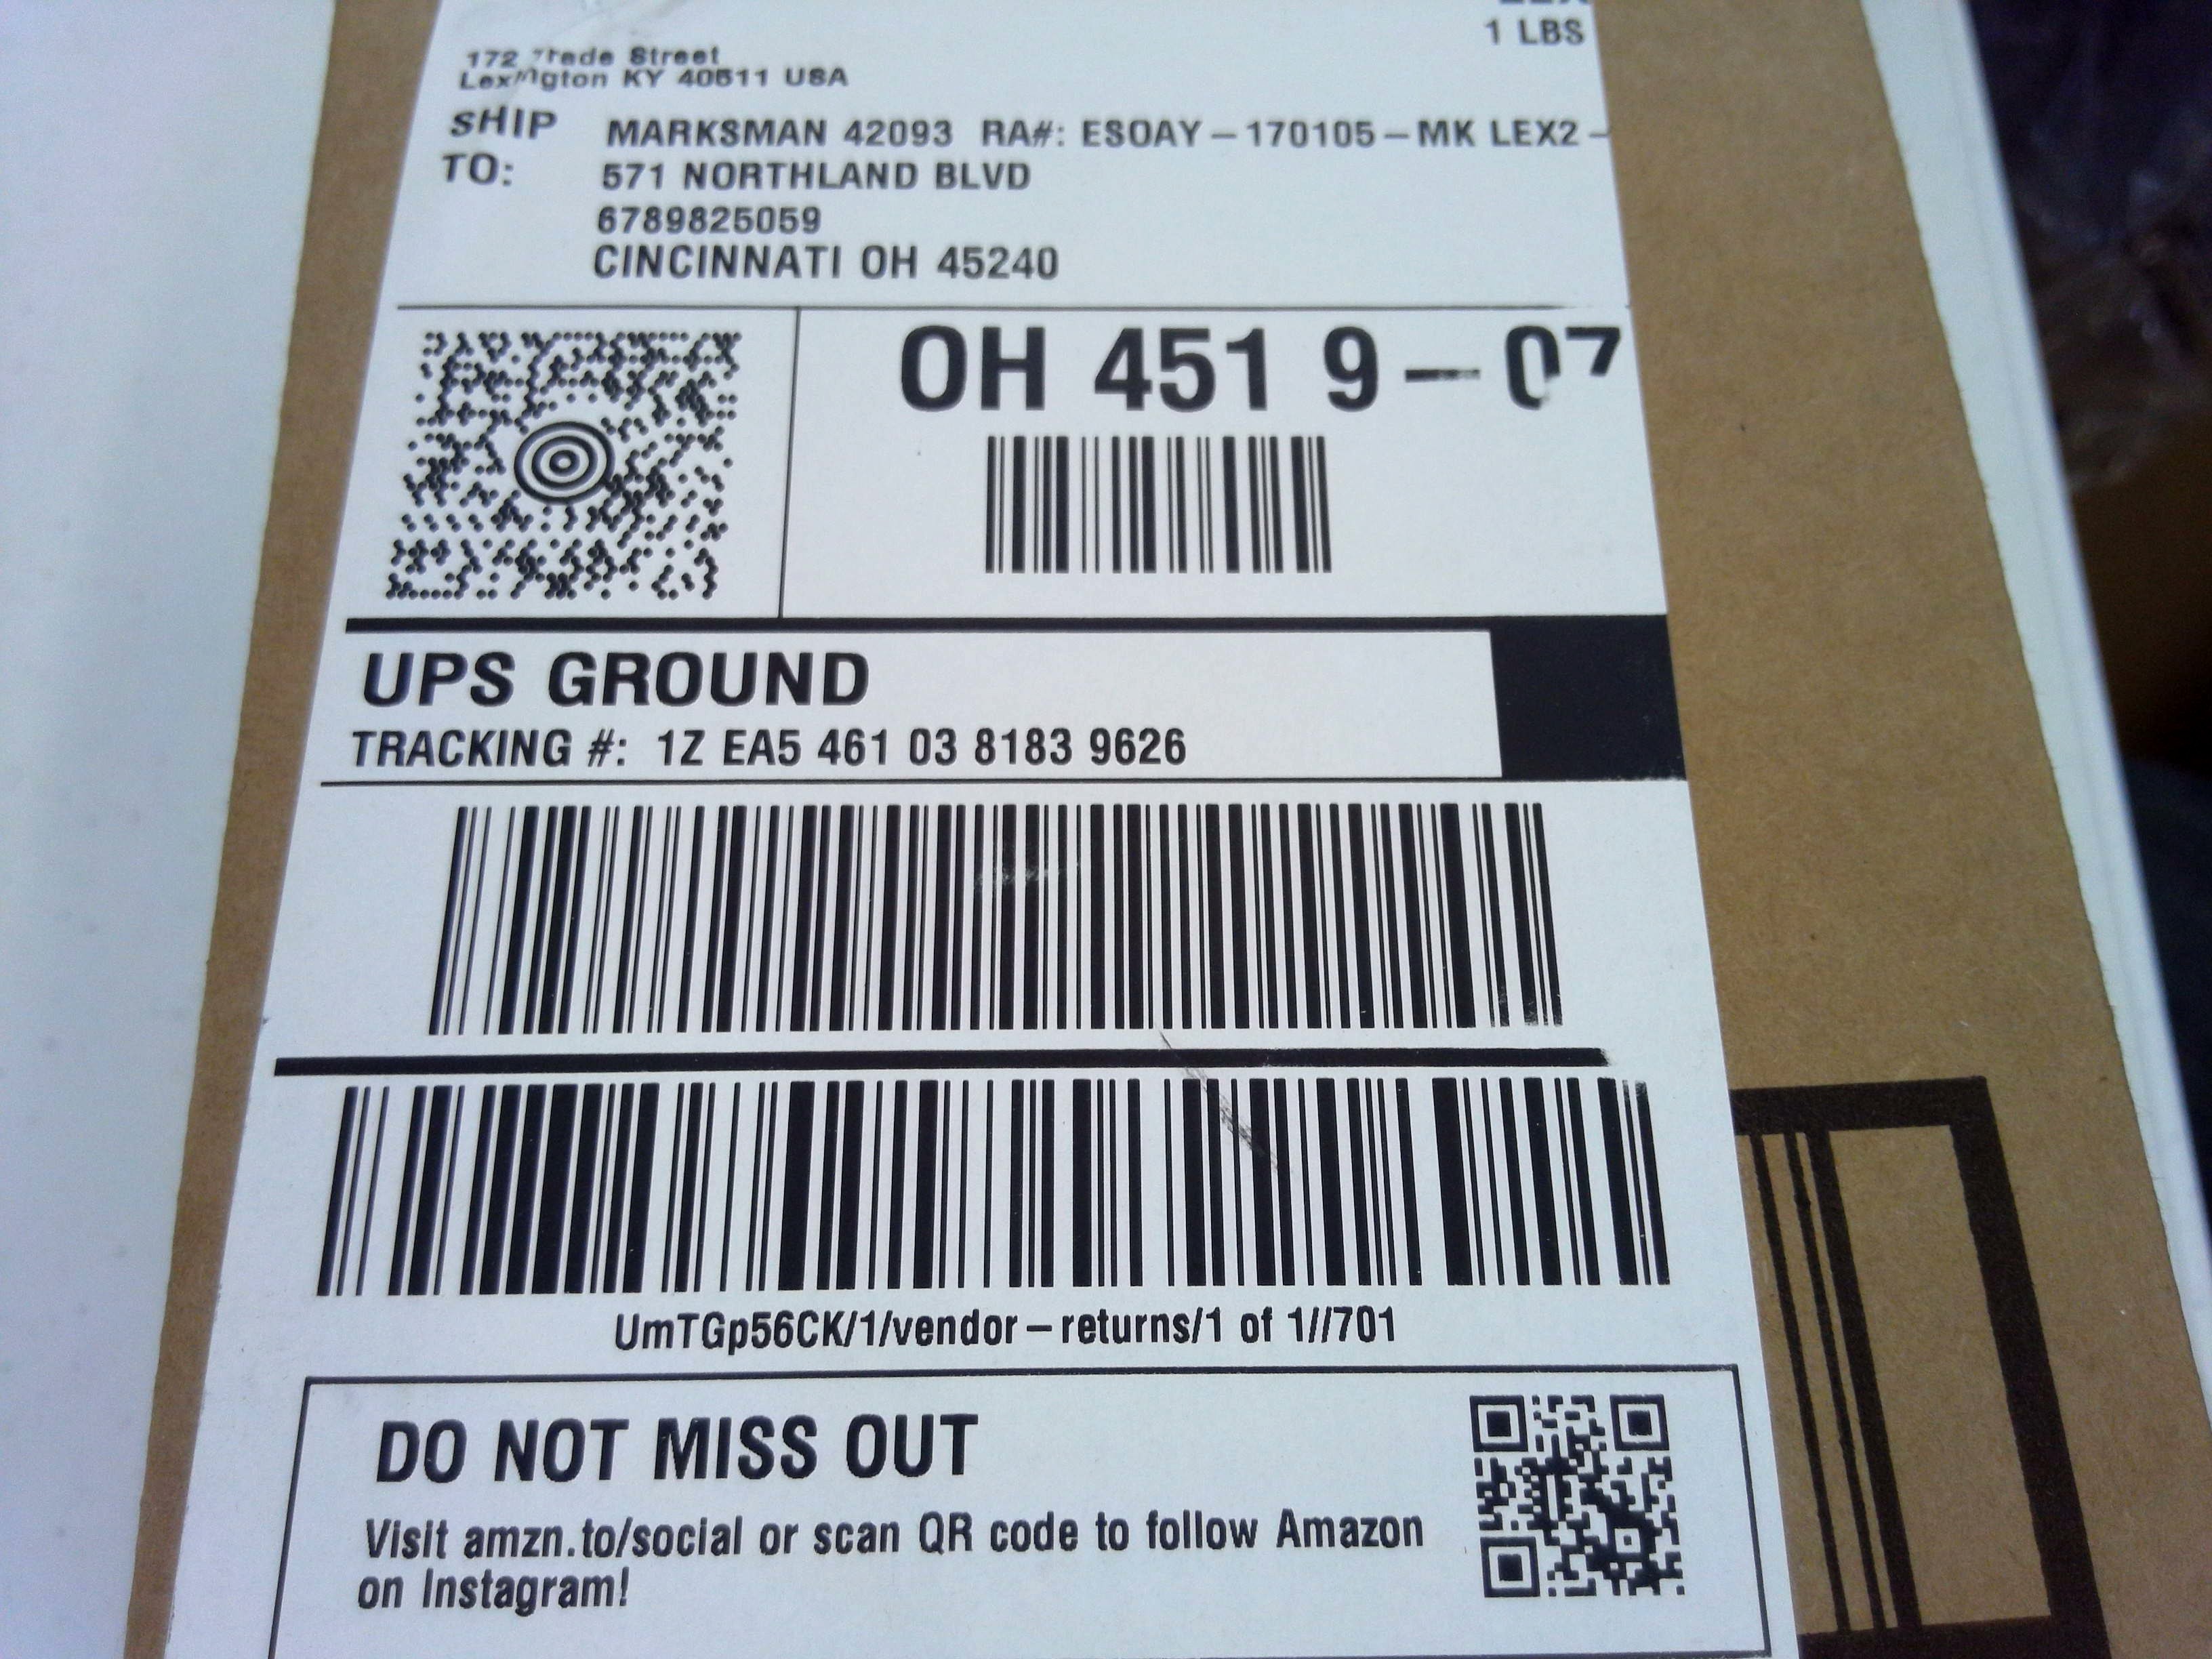 1 LBS
172 Trade Street
Lexington KY 40511 USA
SHIP TO:
MARKSMAN 42093 RA#: ESOAY-170105-MK LEX2-
571 NORTHLAND BLVD
6789825059
CINCINNATI OH 45240
OH 451 9-07
UPS GROUND
TRACKING #: 1Z EA5 461 03 8183 9626
UmTGp56CK/1/vendor-returns/1 of 1//701
DO NOT MISS OUT
Visit amzn.to/social or scan QR code to follow Amazon
on Instagram!